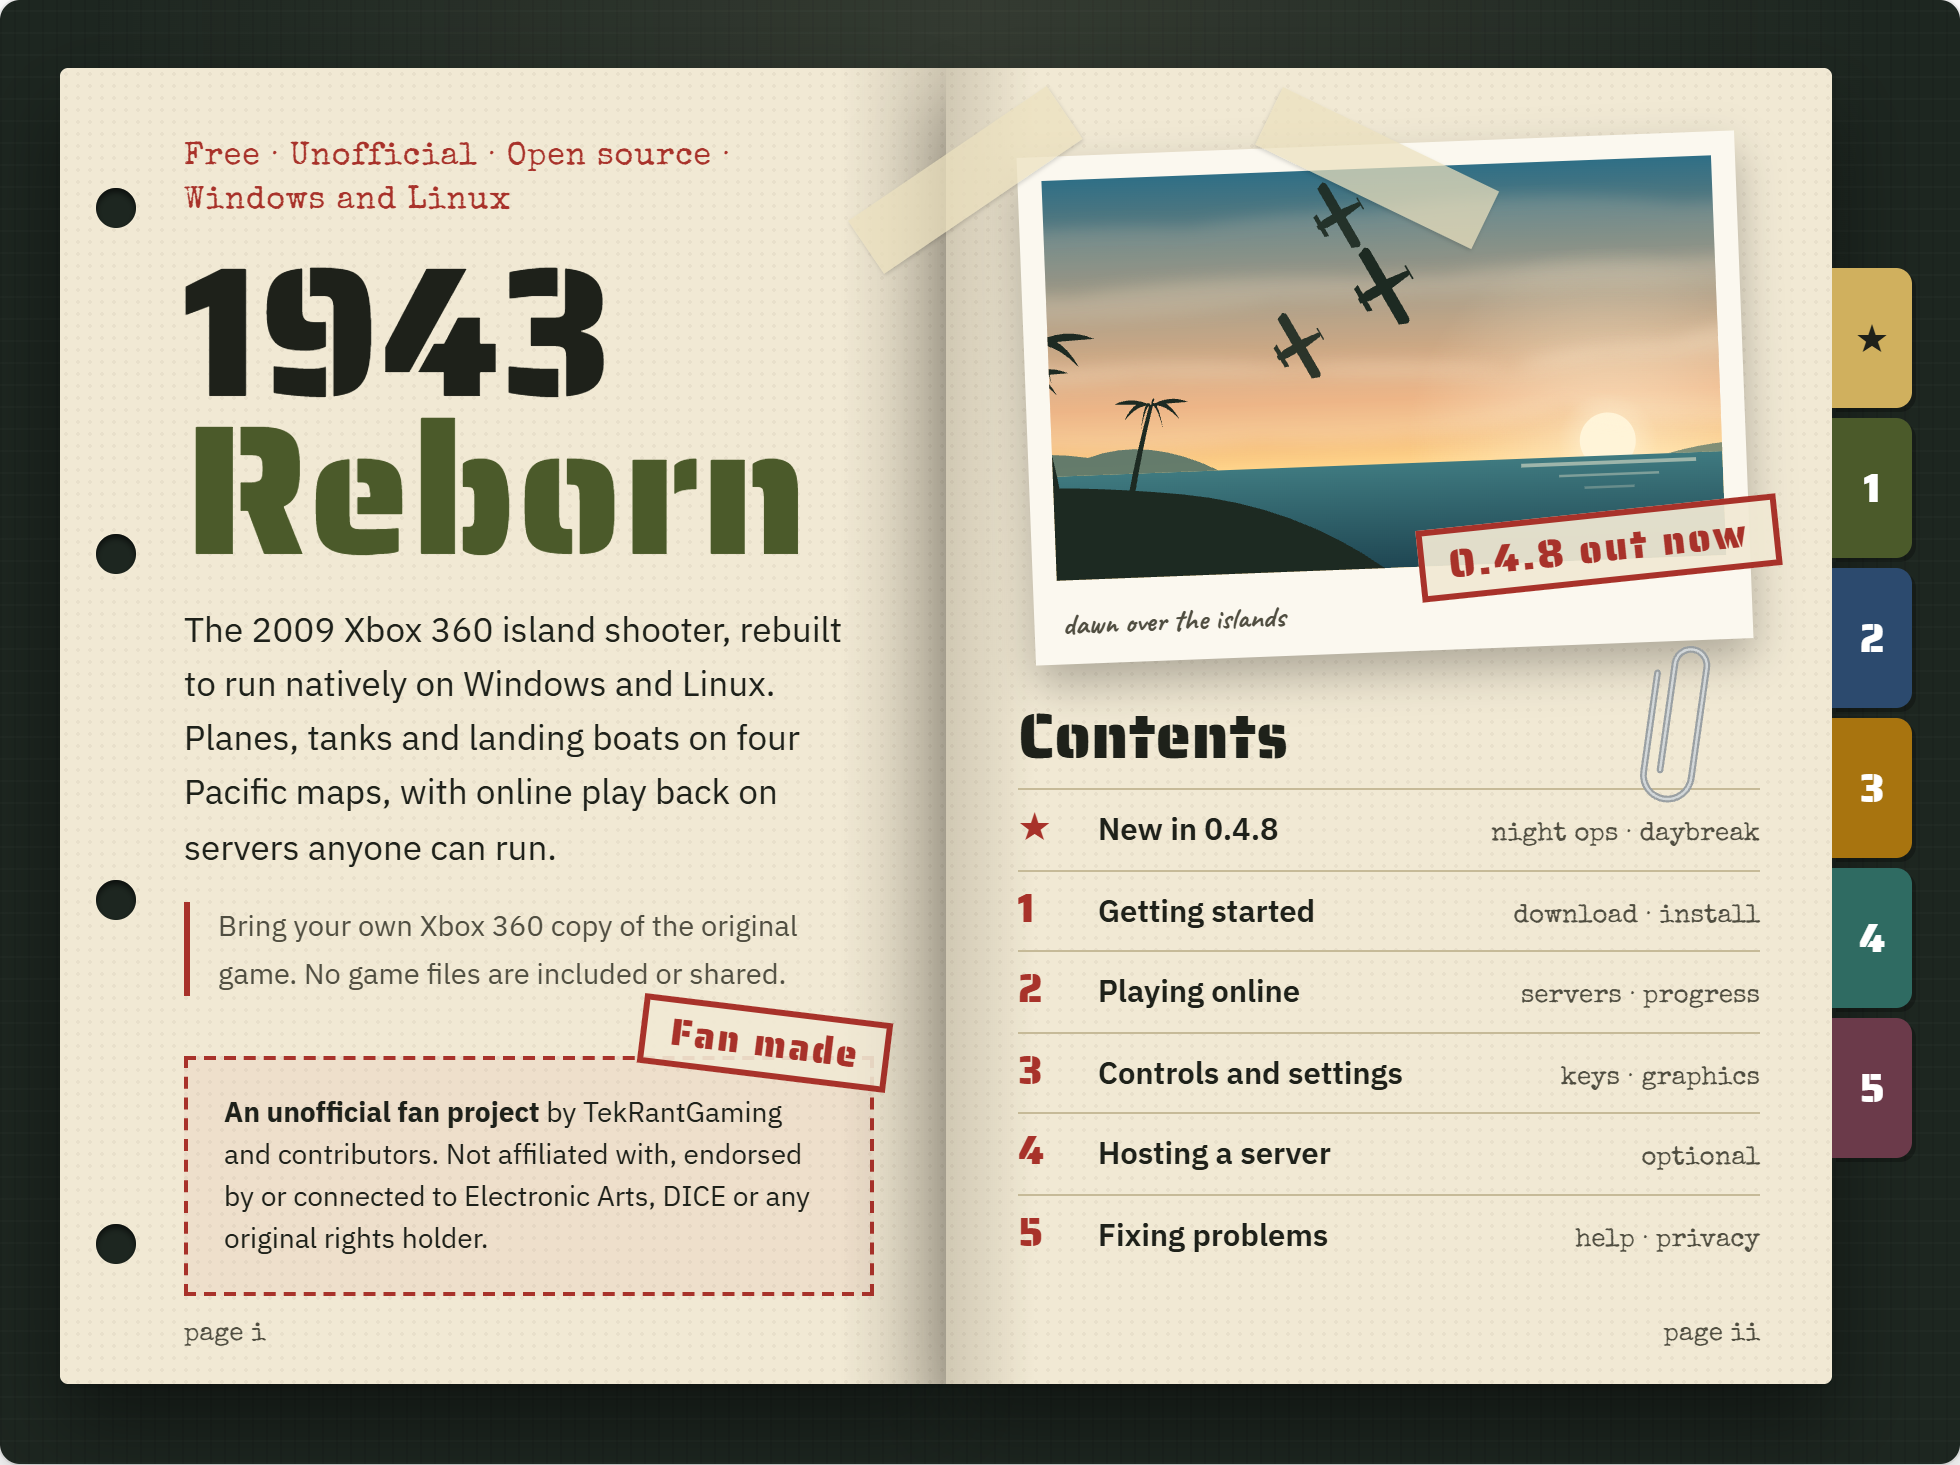 Free · Unofficial · Open source ·
Windows and Linux
1943
Reborn
The 2009 Xbox 360 island shooter, rebuilt
to run natively on Windows and Linux.
Planes, tanks and landing boats on four
Pacific maps, with online play back on
servers anyone can run.
Bring your own Xbox 360 copy of the original
game. No game files are included or shared.
Fan made
An unofficial fan project by TekRantGaming
and contributors. Not affiliated with, endorsed
by or connected to Electronic Arts, DICE or any
original rights holder.
page i
0.4.8 out now
dawn over the islands
Contents
★ New in 0.4.8 night ops · daybreak
1 Getting started download · install
2 Playing online servers · progress
3 Controls and settings keys · graphics
4 Hosting a server optional
5 Fixing problems help · privacy
page ii
★
1
2
3
4
5